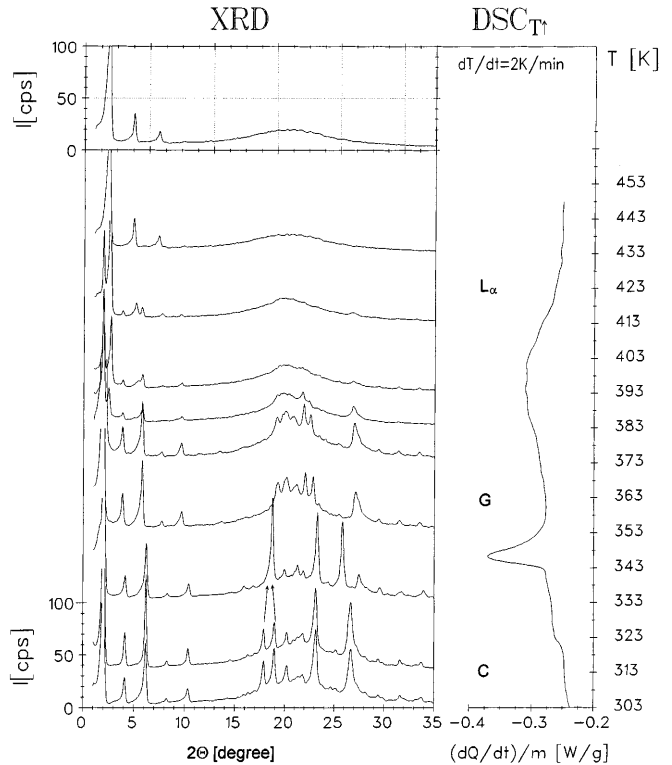 XRD
DSC_T↑
T [K]
I[cps]
100
50
0
dT/dt=2K/min
453
443
433
423
413
403
393
383
373
363
353
343
333
323
313
303
Lα
G
C
I[cps]
100
50
0
0 5 10 15 20 25 30 35
2Θ [degree]
−0.4 −0.3 −0.2
(dQ/dt)/m [W/g]